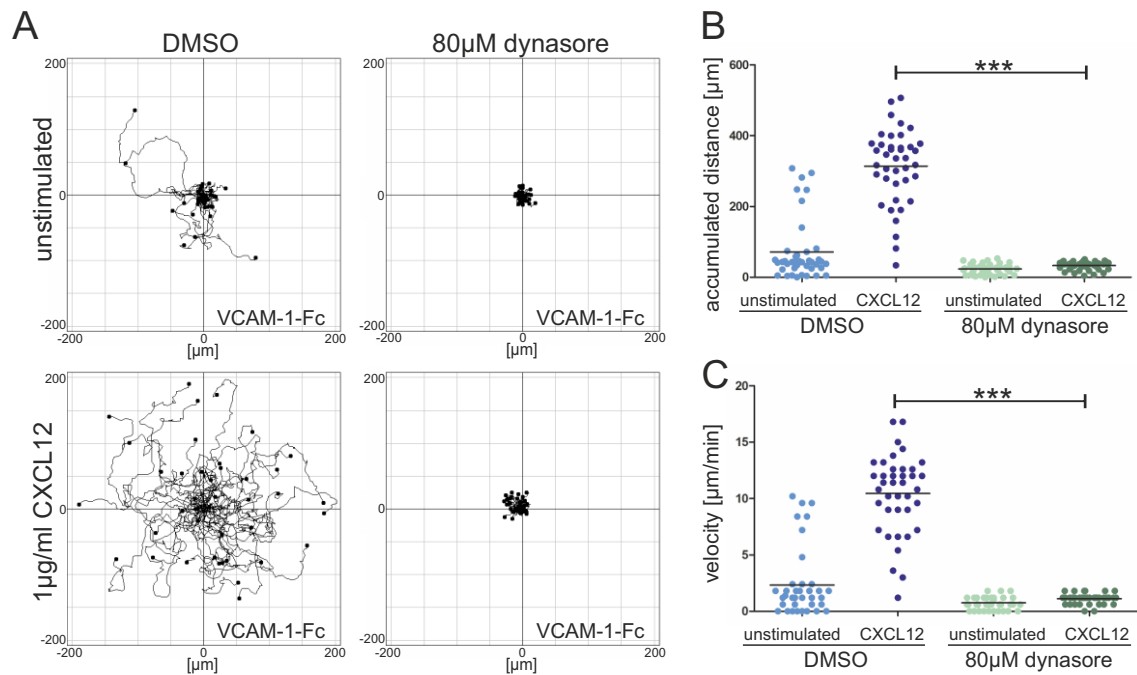 A
DMSO
80µM dynasore
unstimulated
200
100
0
-200
-200
0
200
[µm]
VCAM-1-Fc
200
100
0
-200
-200
0
200
[µm]
VCAM-1-Fc
1µg/ml CXCL12
200
100
0
-200
-200
0
200
[µm]
VCAM-1-Fc
200
100
0
-200
-200
0
200
[µm]
VCAM-1-Fc
B
accumulated distance [µm]
600
400
200
0
***
unstimulated CXCL12 unstimulated CXCL12
DMSO 80µM dynasore
C
velocity [µm/min]
20
15
10
5
0
***
unstimulated CXCL12 unstimulated CXCL12
DMSO 80µM dynasore